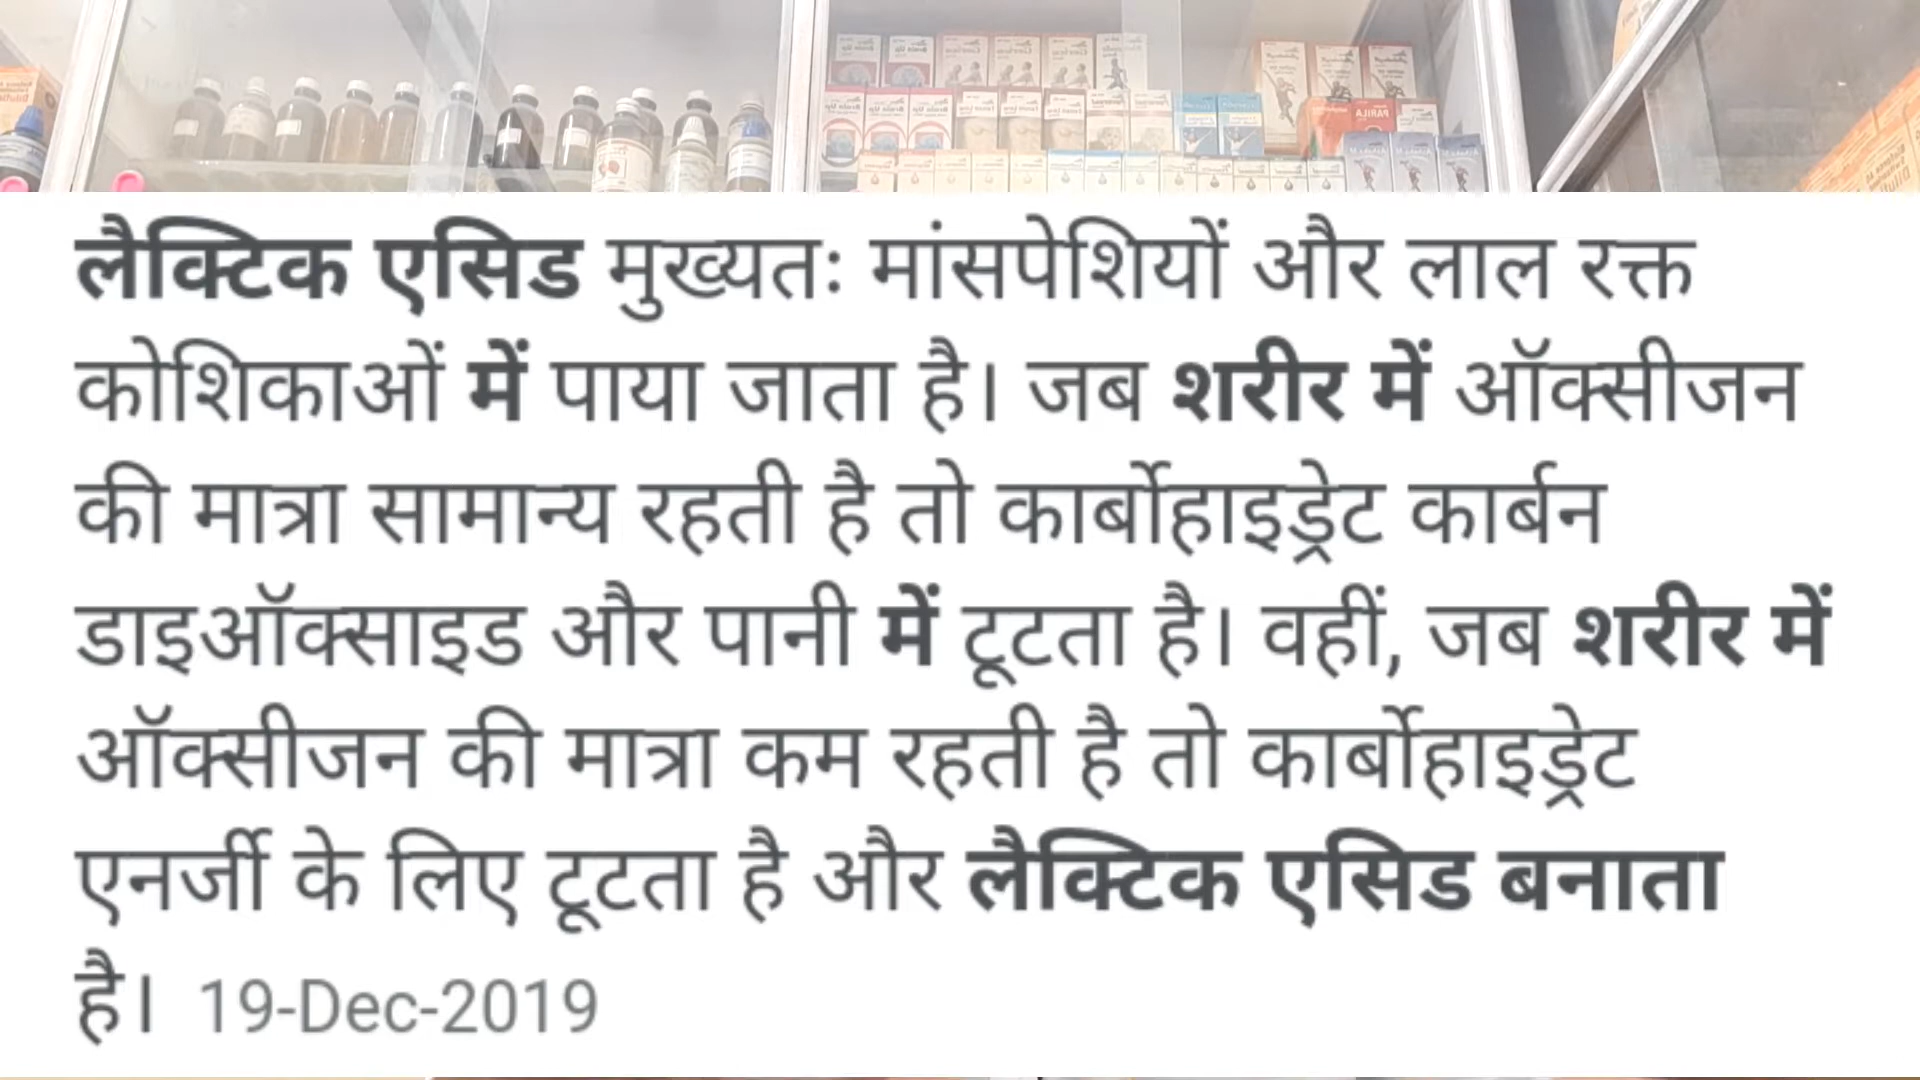 लैक्टिक एसिड मुख्यतः मांसपेशियों और लाल रक्त
कोशिकाओं में पाया जाता है। जब शरीर में ऑक्सीजन
की मात्रा सामान्य रहती है तो कार्बोहाइड्रेट कार्बन
डाइऑक्साइड और पानी में टूटता है। वहीं, जब शरीर में
ऑक्सीजन की मात्रा कम रहती है तो कार्बोहाइड्रेट
एनर्जी के लिए टूटता है और लैक्टिक एसिड बनाता
है। 19-Dec-2019